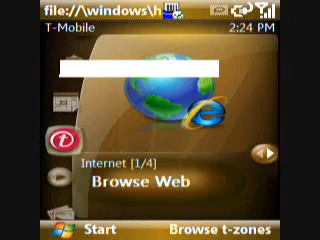 file://\windows\h
T-Mobile 2:24 PM
Internet [1/4]
Browse Web
Start Browse t-zones